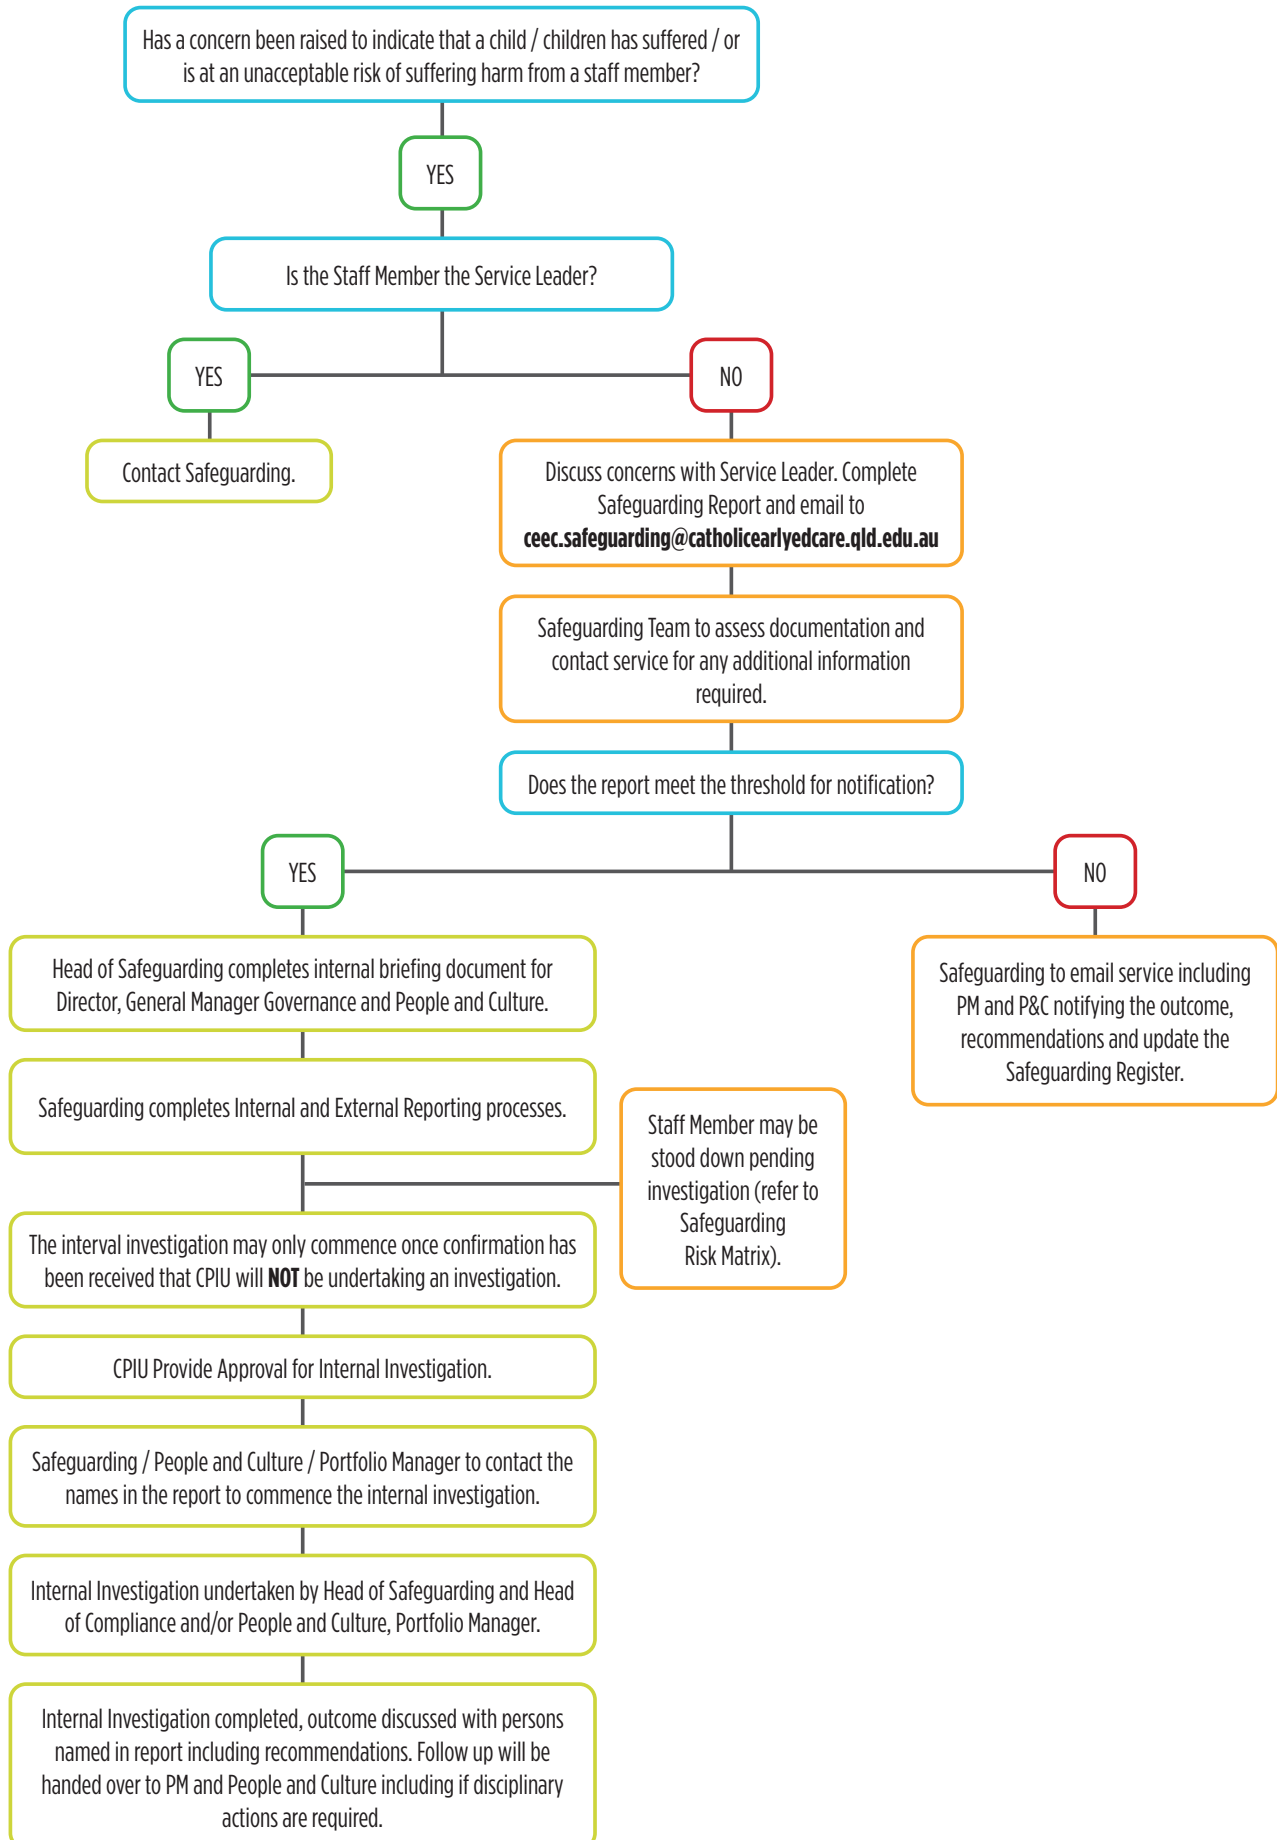 Has a concern been raised to indicate that a child / children has suffered / or
is at an unacceptable risk of suffering harm from a staff member?
YES
Is the Staff Member the Service Leader?
YES
NO
Contact Safeguarding.
Discuss concerns with Service Leader. Complete
Safeguarding Report and email to
ceec.safeguarding@catholicearlyedcare.qld.edu.au
Safeguarding Team to assess documentation and
contact service for any additional information
required.
Does the report meet the threshold for notification?
YES
NO
Head of Safeguarding completes internal briefing document for
Director, General Manager Governance and People and Culture.
Safeguarding to email service including
PM and P&C notifying the outcome,
recommendations and update the
Safeguarding Register.
Safeguarding completes Internal and External Reporting processes.
Staff Member may be
stood down pending
investigation (refer to
Safeguarding
Risk Matrix).
The interval investigation may only commence once confirmation has
been received that CPIU will NOT be undertaking an investigation.
CPIU Provide Approval for Internal Investigation.
Safeguarding / People and Culture / Portfolio Manager to contact the
names in the report to commence the internal investigation.
Internal Investigation undertaken by Head of Safeguarding and Head
of Compliance and/or People and Culture, Portfolio Manager.
Internal Investigation completed, outcome discussed with persons
named in report including recommendations. Follow up will be
handed over to PM and People and Culture including if disciplinary
actions are required.